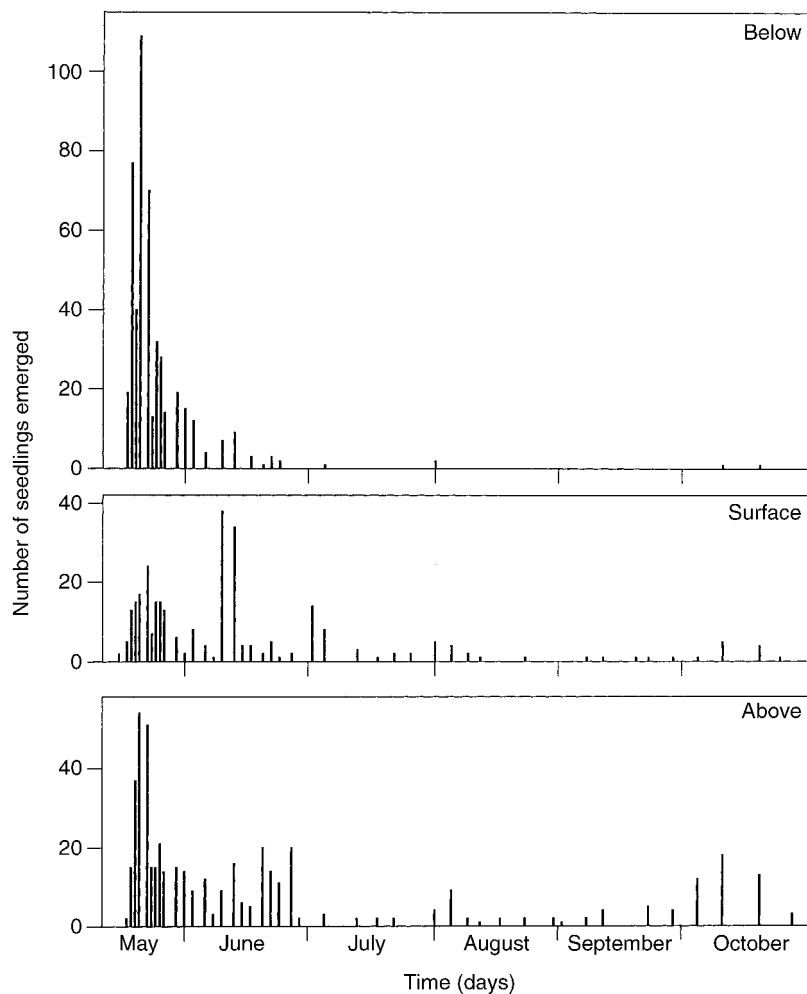 Below
100
80
60
40
20
0
Surface
40
20
0
Above
40
20
0
Number of seedlings emerged
May June July August September October
Time (days)